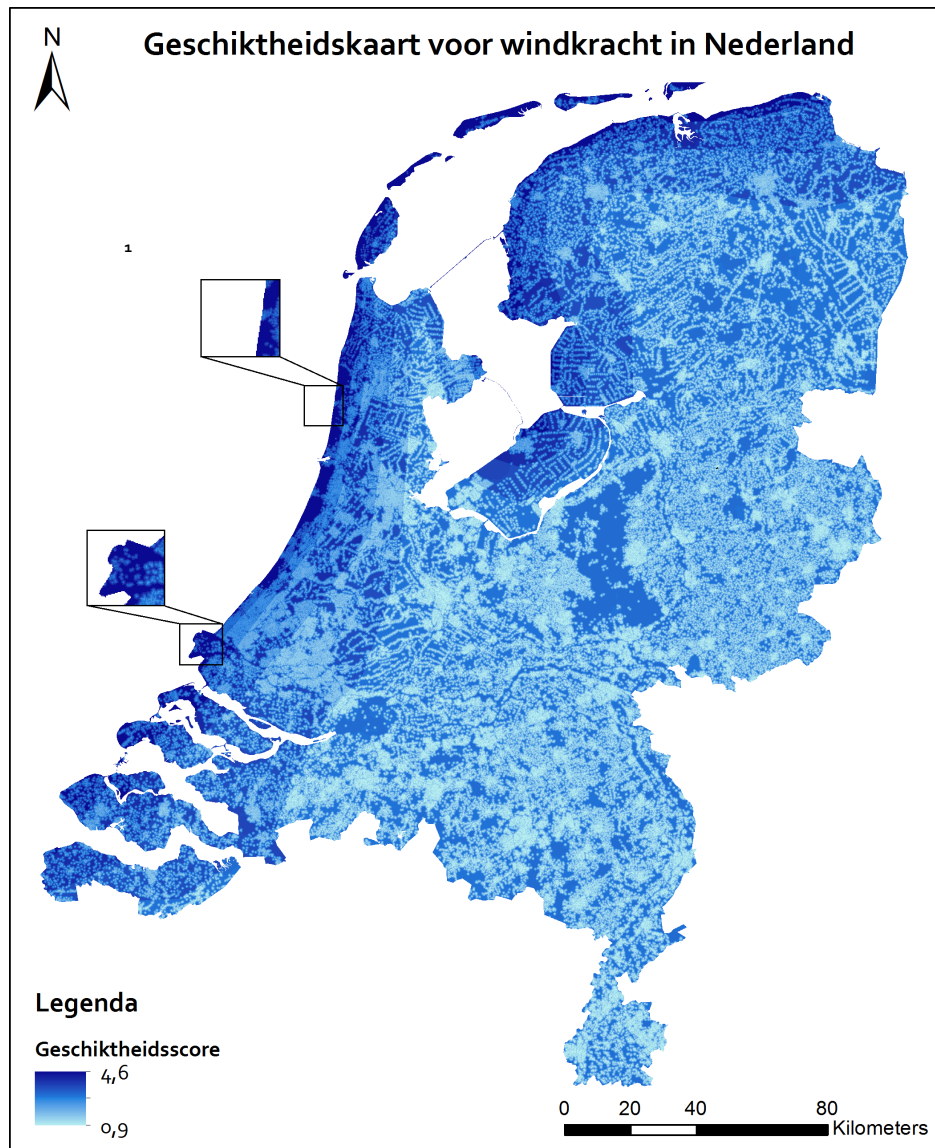 N
Geschiktheidskaart voor windkracht in Nederland
1
Legenda
Geschiktheidsscore
4,6
0,9
0 20 40 80
Kilometers